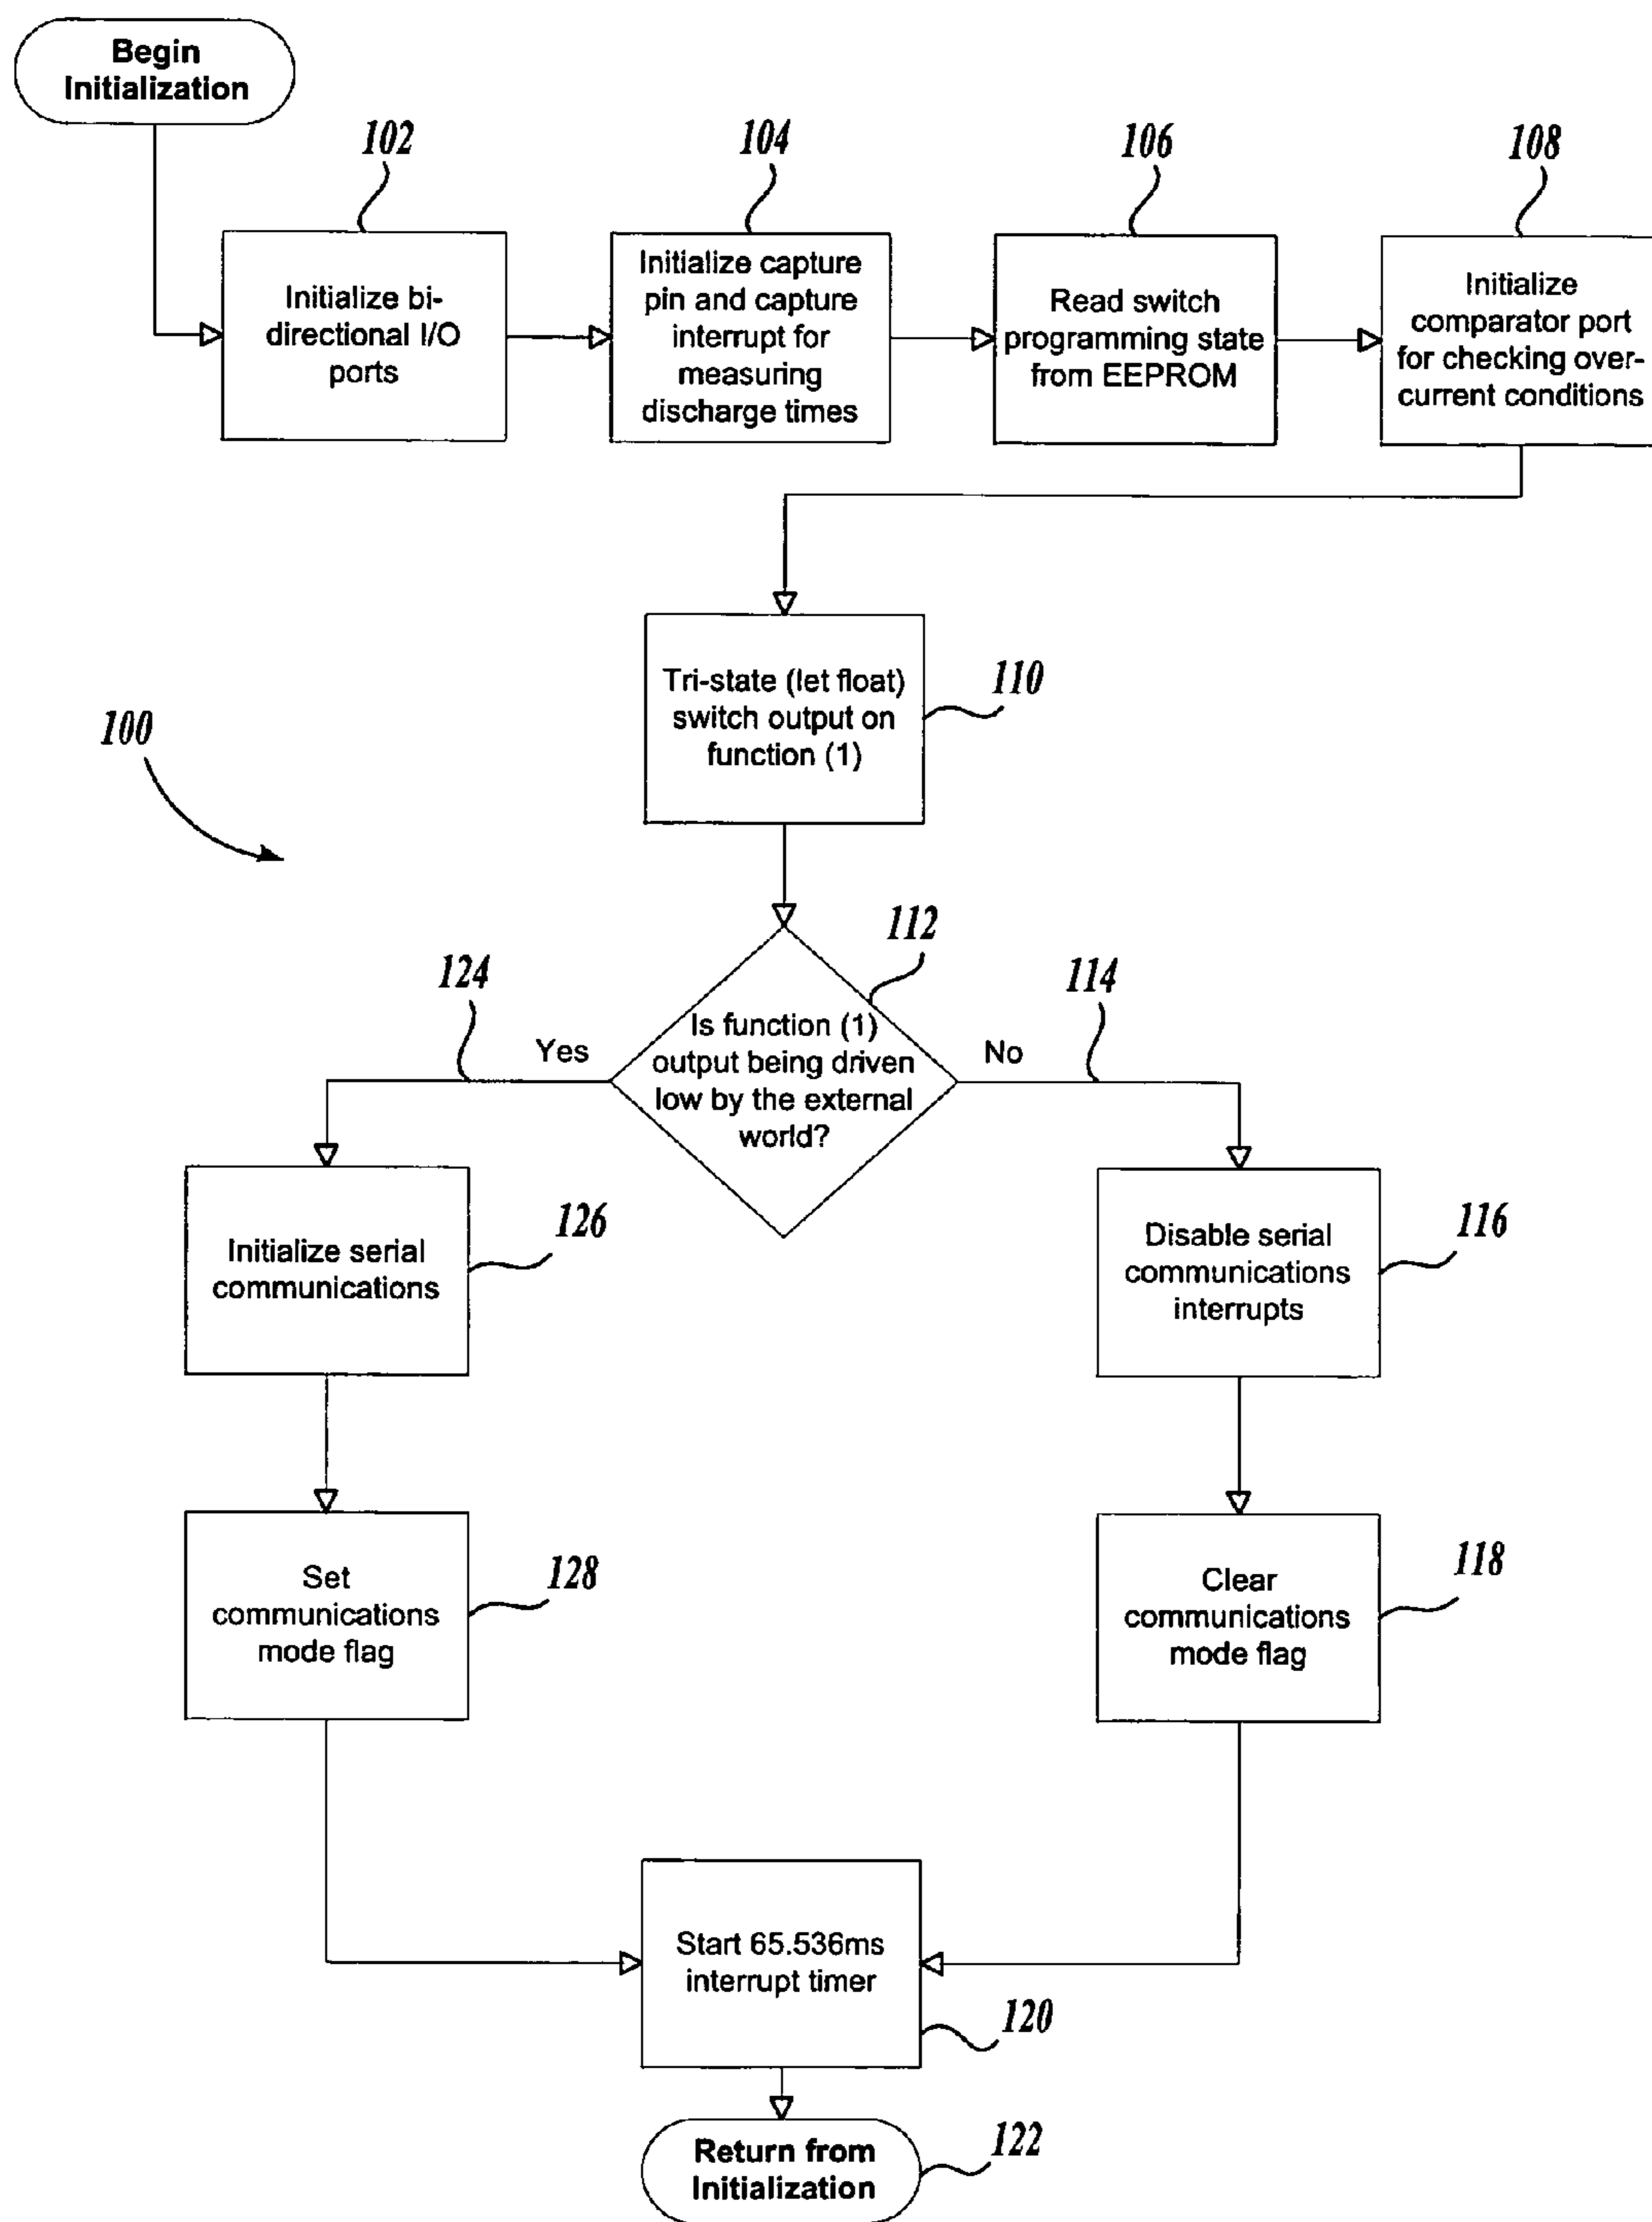 Begin
Initialization
102
104
106
108
Initialize bi-
directional I/O
ports
Initialize capture
pin and capture
interrupt for
measuring
discharge times
Read switch
programming state
from EEPROM
Initialize
comparator port
for checking over-
current conditions
Tri-state (let float)
switch output on
function (1)
110
100
112
124
114
Yes
Is function (1)
output being driven
low by the external
world?
No
Initialize serial
communications
126
Disable serial
communications
interrupts
116
Set
communications
mode flag
128
Clear
communications
mode flag
118
Start 65.536ms
interrupt timer
120
Return from
Initialization
122